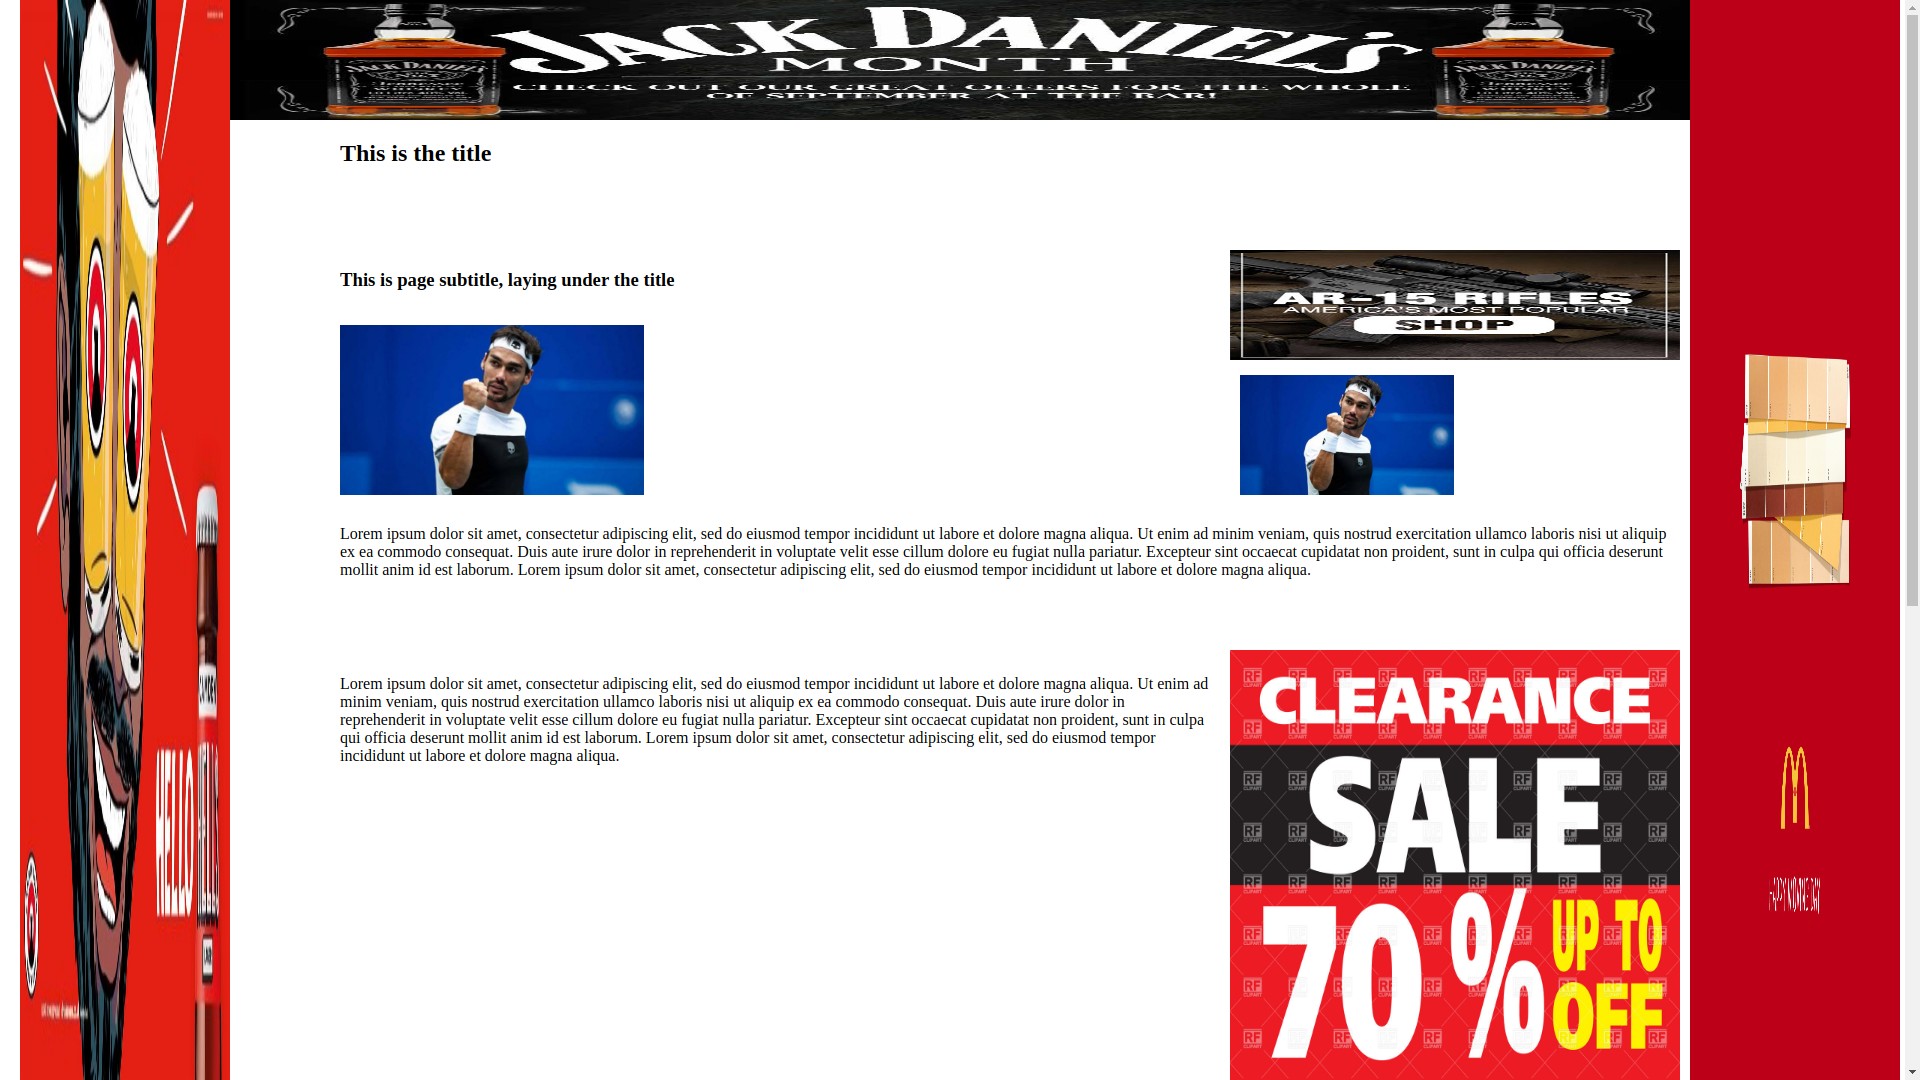 JACK DANIEL'S
MONTH
CHECK OUT OUR GREAT OFFERS FOR THE WHOLE
OF SEPTEMBER AT THE BAR!
This is the title
This is page subtitle, laying under the title
AR-15 RIFLES
AMERICA'S MOST POPULAR
SHOP
Lorem ipsum dolor sit amet, consectetur adipiscing elit, sed do eiusmod tempor incididunt ut labore et dolore magna aliqua. Ut enim ad minim veniam, quis nostrud exercitation ullamco laboris nisi ut aliquip
ex ea commodo consequat. Duis aute irure dolor in reprehenderit in voluptate velit esse cillum dolore eu fugiat nulla pariatur. Excepteur sint occaecat cupidatat non proident, sunt in culpa qui officia deserunt
mollit anim id est laborum. Lorem ipsum dolor sit amet, consectetur adipiscing elit, sed do eiusmod tempor incididunt ut labore et dolore magna aliqua.
Lorem ipsum dolor sit amet, consectetur adipiscing elit, sed do eiusmod tempor incididunt ut labore et dolore magna aliqua. Ut enim ad
minim veniam, quis nostrud exercitation ullamco laboris nisi ut aliquip ex ea commodo consequat. Duis aute irure dolor in
reprehenderit in voluptate velit esse cillum dolore eu fugiat nulla pariatur. Excepteur sint occaecat cupidatat non proident, sunt in culpa
qui officia deserunt mollit anim id est laborum. Lorem ipsum dolor sit amet, consectetur adipiscing elit, sed do eiusmod tempor
incididunt ut labore et dolore magna aliqua.
CLEARANCE
SALE
70% UP TO
OFF
HELLO
HELLS